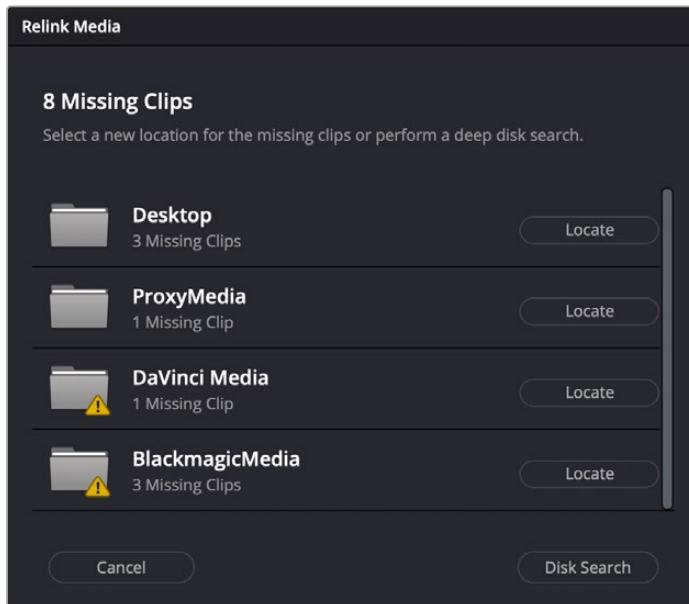 Relink Media
8 Missing Clips
Select a new location for the missing clips or perform a deep disk search.
Desktop
3 Missing Clips
Locate
ProxyMedia
1 Missing Clip
Locate
DaVinci Media
1 Missing Clip
Locate
BlackmagicMedia
3 Missing Clips
Locate
Cancel
Disk Search